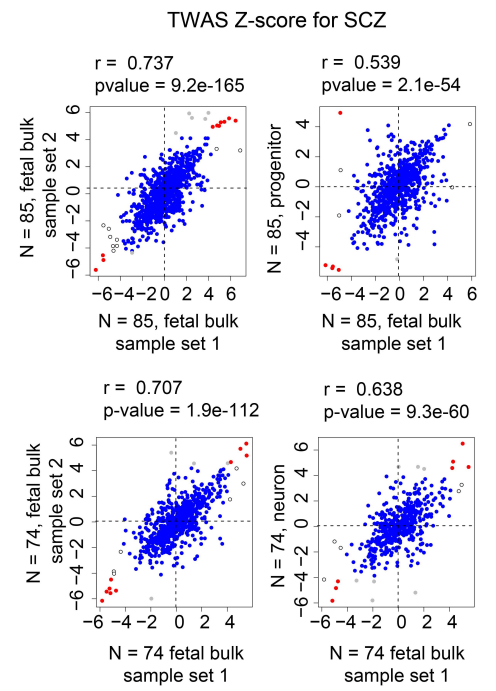 TWAS Z-score for SCZ
r = 0.737
pvalue = 9.2e-165
N = 85, fetal bulk
sample set 2
6
4
2
0
−2
−4
−6
−6 −4 −2 0 2 4 6
N = 85, fetal bulk
sample set 1
r = 0.539
pvalue = 2.1e-54
N = 85, progenitor
4
2
0
−2
−4
−6 −4 −2 0 2 4 6
N = 85, fetal bulk
sample set 1
r = 0.707
p-value = 1.9e-112
N = 74, fetal bulk
sample set 2
6
4
2
0
−2
−4
−6
−6 −4 −2 0 2 4
N = 74 fetal bulk
sample set 1
r = 0.638
p-value = 9.3e-60
N = 74, neuron
6
4
2
0
−2
−4
−6
−6 −4 −2 0 2 4
N = 74 fetal bulk
sample set 1